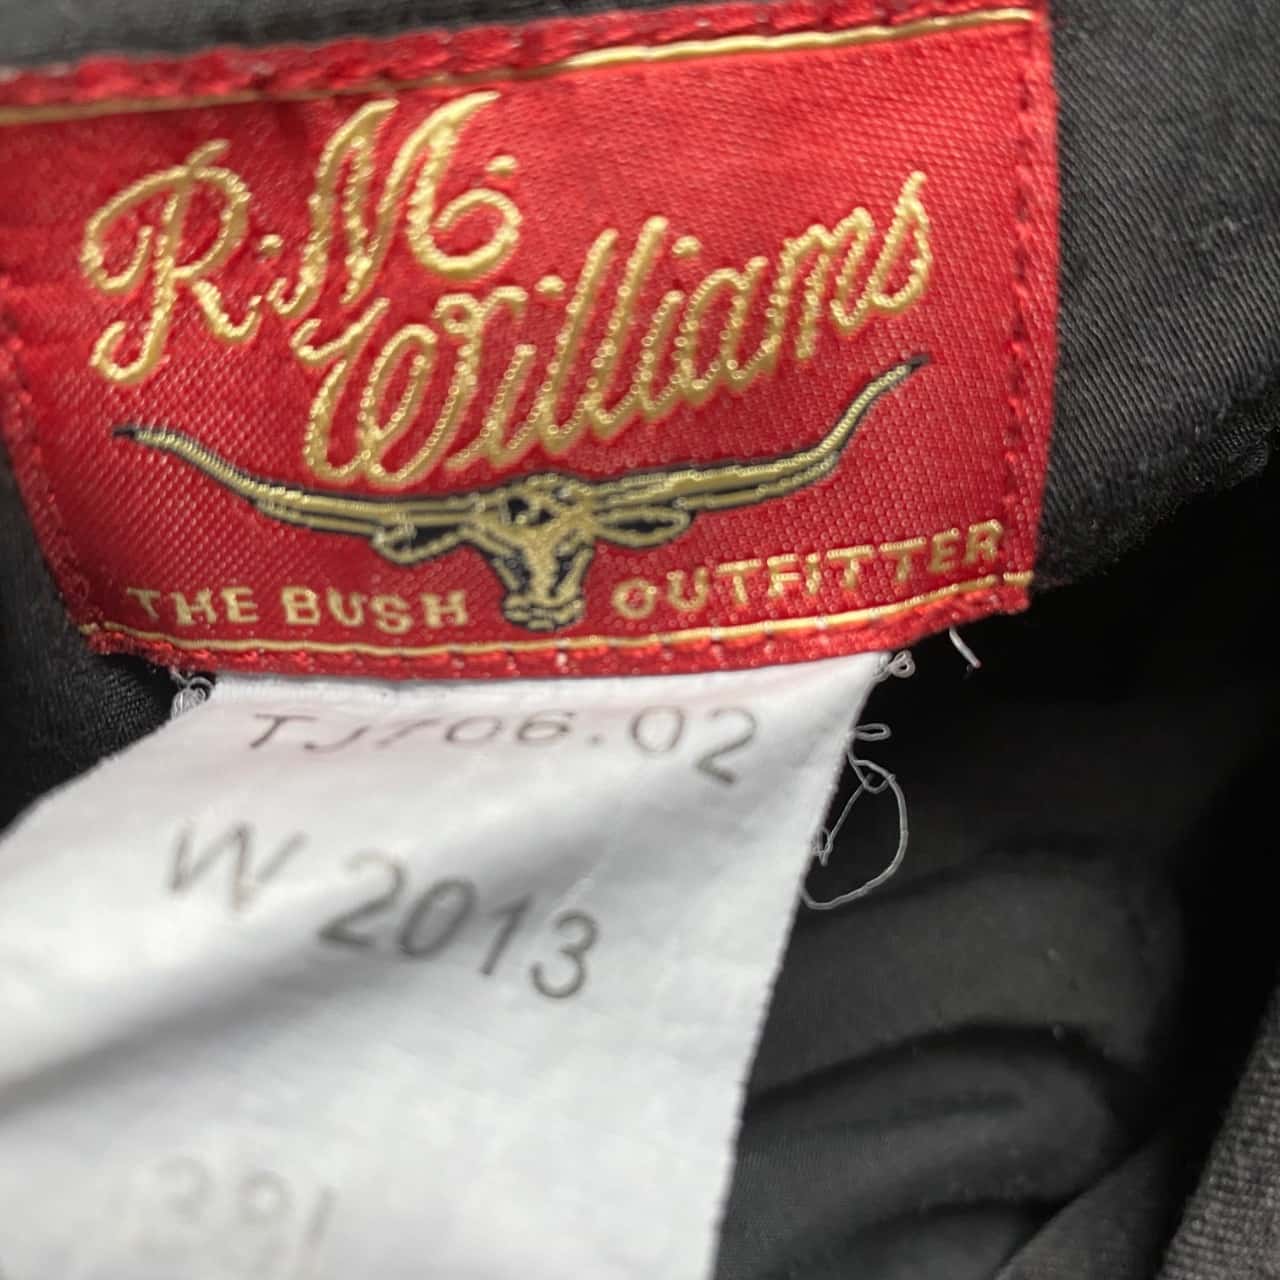 R.M.
Williams
THE BUSH OUTFITTER
TJ706.02
W 2013